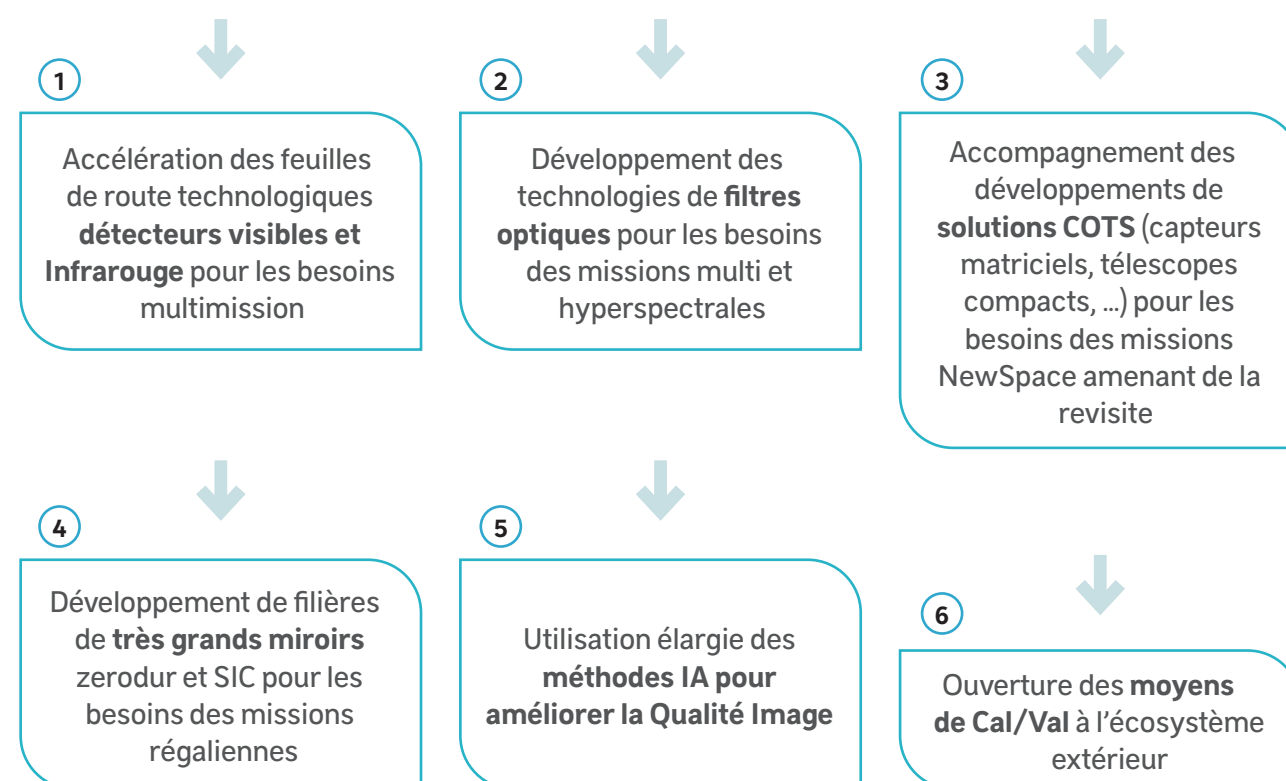 1
Accélération des feuilles
de route technologiques
détecteurs visibles et
Infrarouge pour les besoins
multimission
2
Développement des
technologies de filtres
optiques pour les besoins
des missions multi et
hyperspectrales
3
Accompagnement des
développements de
solutions COTS (capteurs
matriciels, télescopes
compacts, ...) pour les
besoins des missions
NewSpace amenant de la
revisite
4
Développement de filières
de très grands miroirs
zerodur et SIC pour les
besoins des missions
régaliennes
5
Utilisation élargie des
méthodes IA pour
améliorer la Qualité Image
6
Ouverture des moyens
de Cal/Val à l’écosystème
extérieur